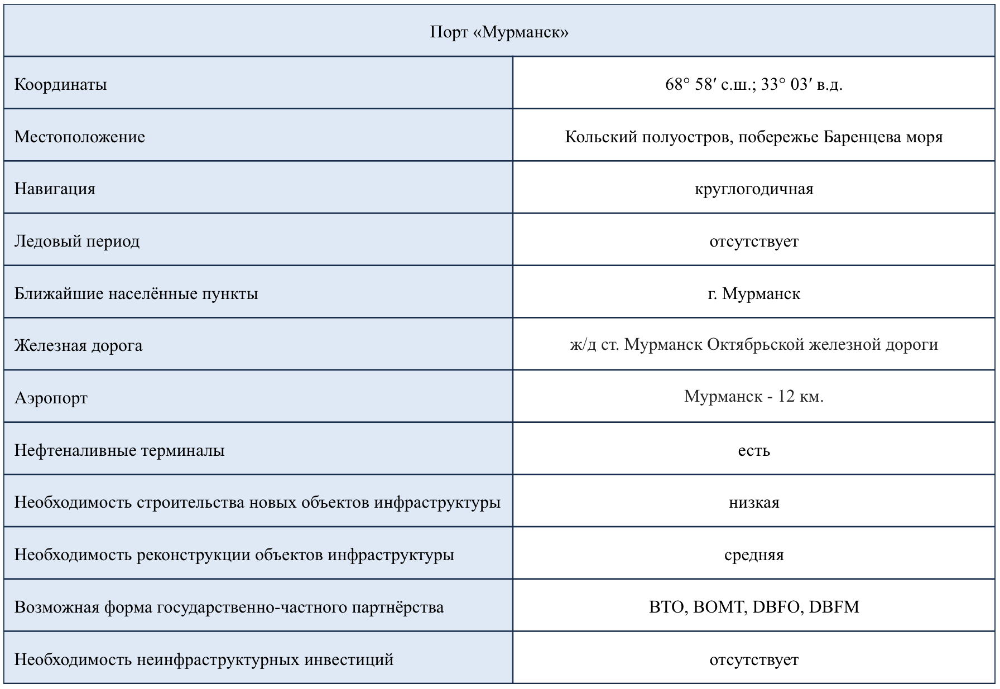 Порт «Мурманск»
Координаты
68° 58′ с.ш.; 33° 03′ в.д.
Местоположение
Кольский полуостров, побережье Баренцева моря
Навигация
круглогодичная
Ледовый период
отсутствует
Ближайшие населённые пункты
г. Мурманск
Железная дорога
ж/д ст. Мурманск Октябрьской железной дороги
Аэропорт
Мурманск - 12 км.
Нефтеналивные терминалы
есть
Необходимость строительства новых объектов инфраструктуры
низкая
Необходимость реконструкции объектов инфраструктуры
средняя
Возможная форма государственно-частного партнёрства
BTO, BOMT, DBFO, DBFM
Необходимость неинфраструктурных инвестиций
отсутствует